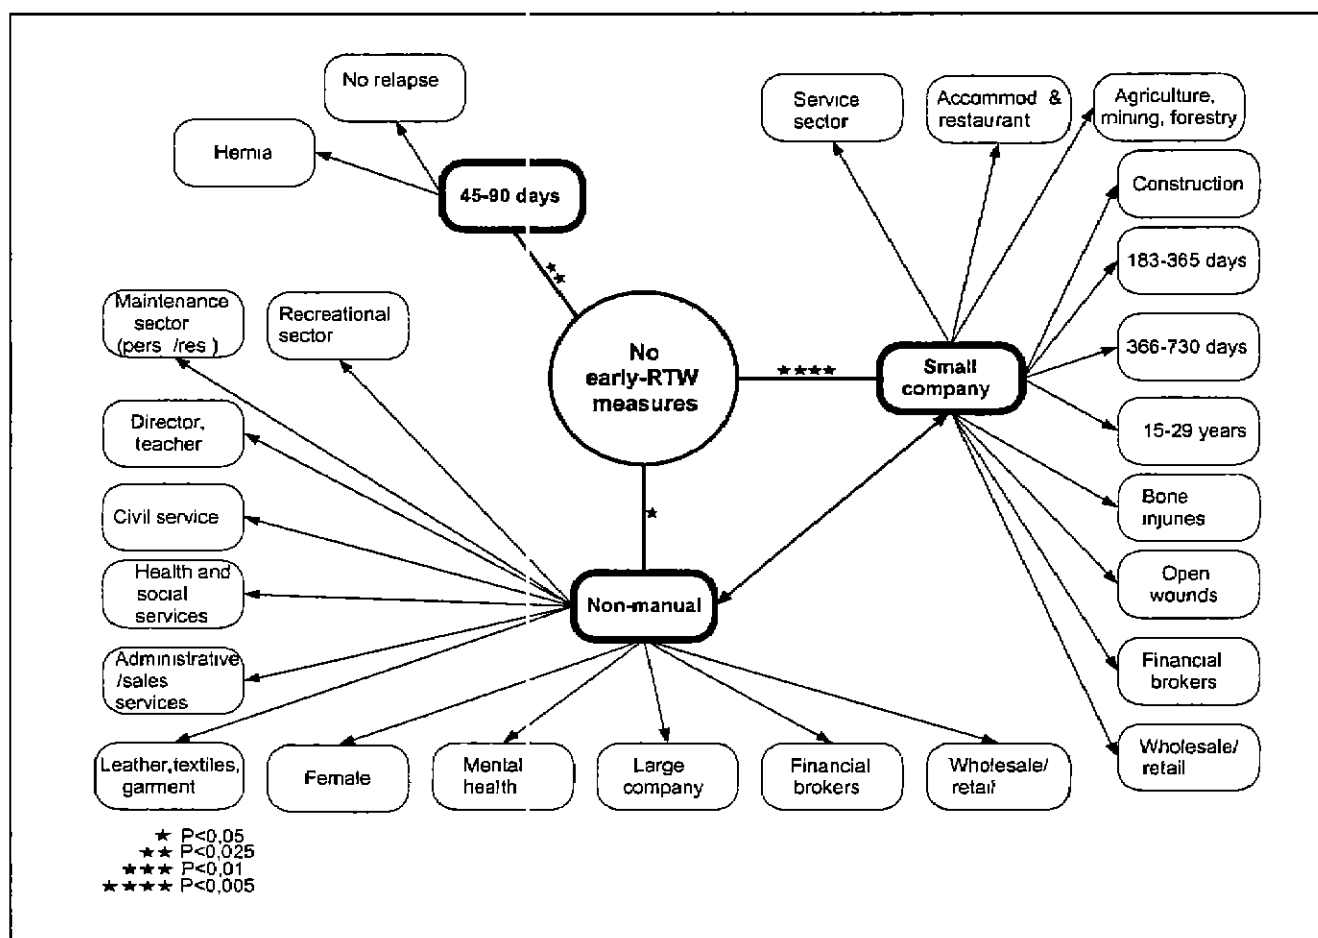 No relapse
Hernia
45-90 days
★★
Service
sector
Accommod & 
restaurant
Agriculture,
mining, forestry
Construction
183-365 days
366-730 days
15-29 years
Bone
injuries
Open
wounds
Financial
brokers
Wholesale/
retail
No
early-RTW
measures
★★★★
Small
company
★
Non-manual
Maintenance
sector
(pers /res )
Recreational
sector
Director,
teacher
Civil service
Health and
social
services
Administrative
/sales
services
Leather,textiles,
garment
Female
Mental
health
Large
company
Financial
brokers
Wholesale/
retail
★ P<0,05
★★ P<0,025
★★★ P<0,01
★★★★ P<0,005